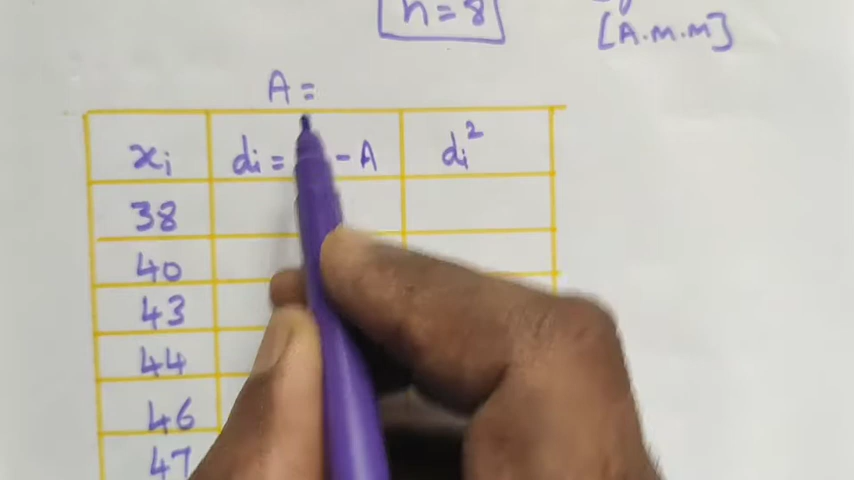 n = 8
[A.M.M]
A =
xi di = - A di²
38
40
43
44
46
47